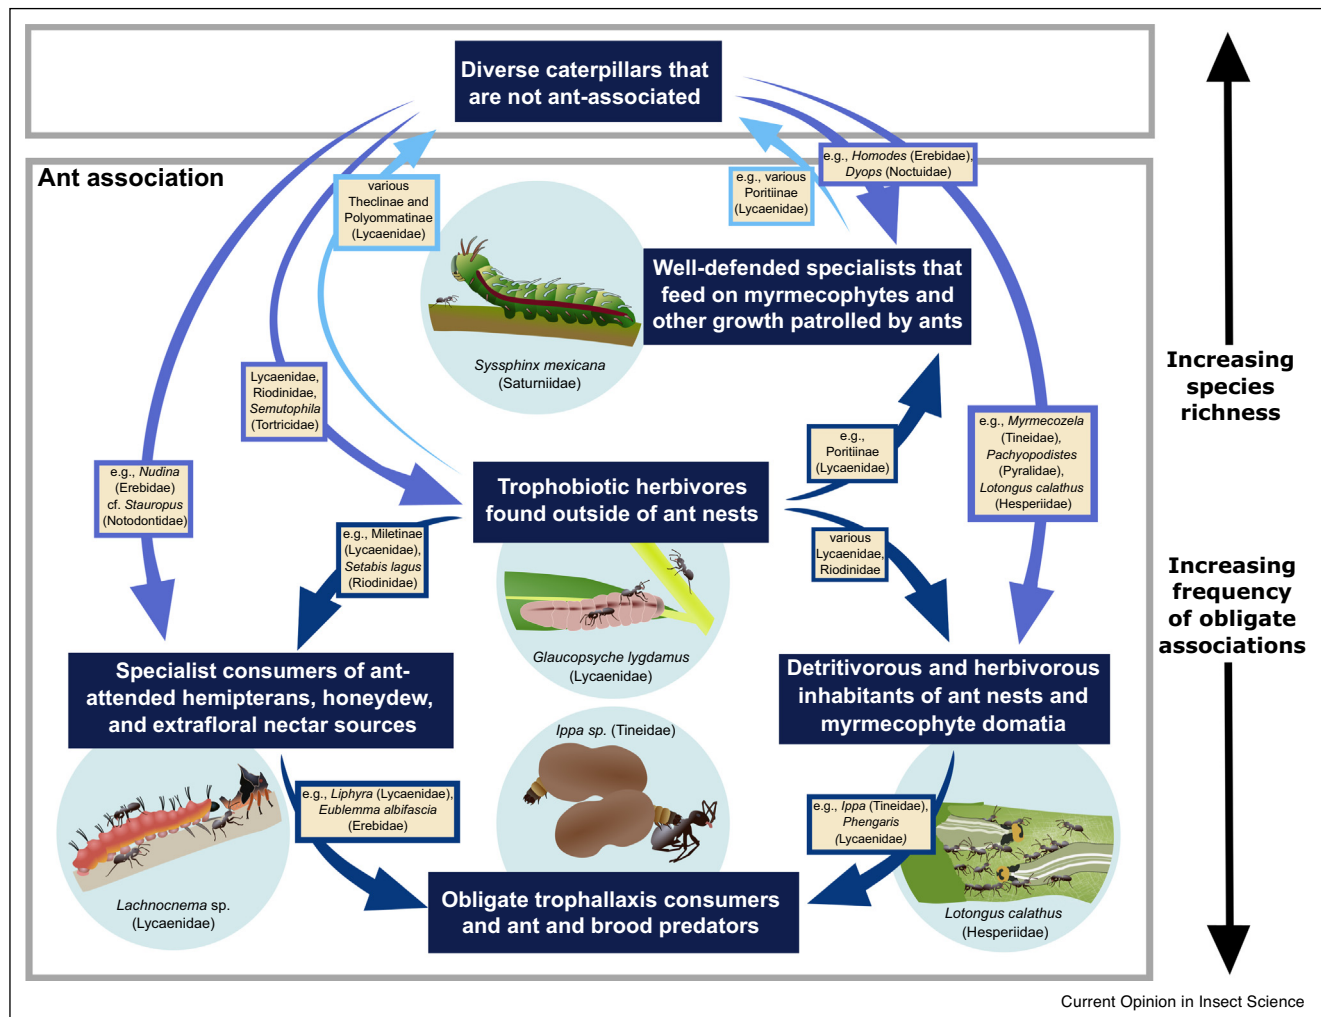 Diverse caterpillars that
are not ant-associated
Ant association
various
Theclinae and
Polyommatinae
(Lycaenidae)
e.g., various
Poritiinae
(Lycaenidae)
e.g., Homodes (Erebidae),
Dyops (Noctuidae)
Well-defended specialists that
feed on myrmecophytes and
other growth patrolled by ants
Syssphinx mexicana
(Saturniidae)
Increasing
species
richness
Lycaenidae,
Riodinidae,
Semutophila
(Tortricidae)
e.g., Nudina
(Erebidae)
cf. Stauropus
(Notodontidae)
e.g.,
Poritiinae
(Lycaenidae)
e.g., Myrmecozela
(Tineidae),
Pachyopodistes
(Pyralidae),
Lotongus calathus
(Hesperiidae)
Trophobiotic herbivores
found outside of ant nests
e.g., Miletinae
(Lycaenidae),
Setabis lagus
(Riodinidae)
various
Lycaenidae,
Riodinidae
Increasing
frequency
of obligate
associations
Glaucopsyche lygdamus
(Lycaenidae)
Specialist consumers of ant-
attended hemipterans, honeydew,
and extrafloral nectar sources
Detritivorous and herbivorous
inhabitants of ant nests and
myrmecophyte domatia
Ippa sp. (Tineidae)
e.g., Liphyra (Lycaenidae),
Eublemma albifascia
(Erebidae)
e.g., Ippa (Tineidae),
Phengaris
(Lycaenidae)
Lachnocnema sp.
(Lycaenidae)
Obligate trophallaxis consumers
and ant and brood predators
Lotongus calathus
(Hesperiidae)
Current Opinion in Insect Science